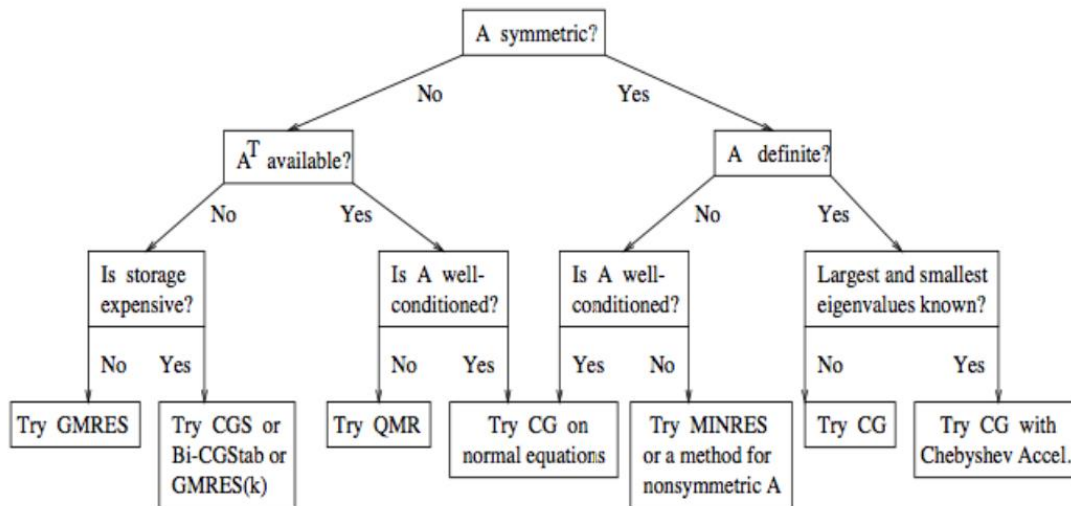 A symmetric?
No
Yes
A^T available?
A definite?
No
Yes
No
Yes
Is storage
expensive?
Is A well-
conditioned?
Is A well-
conditioned?
Largest and smallest
eigenvalues known?
No
Yes
No
Yes
Yes
No
No
Yes
Try GMRES
Try CGS or
Bi-CGStab or
GMRES(k)
Try QMR
Try CG on
normal equations
Try MINRES
or a method for
nonsymmetric A
Try CG
Try CG with
Chebyshev Accel.